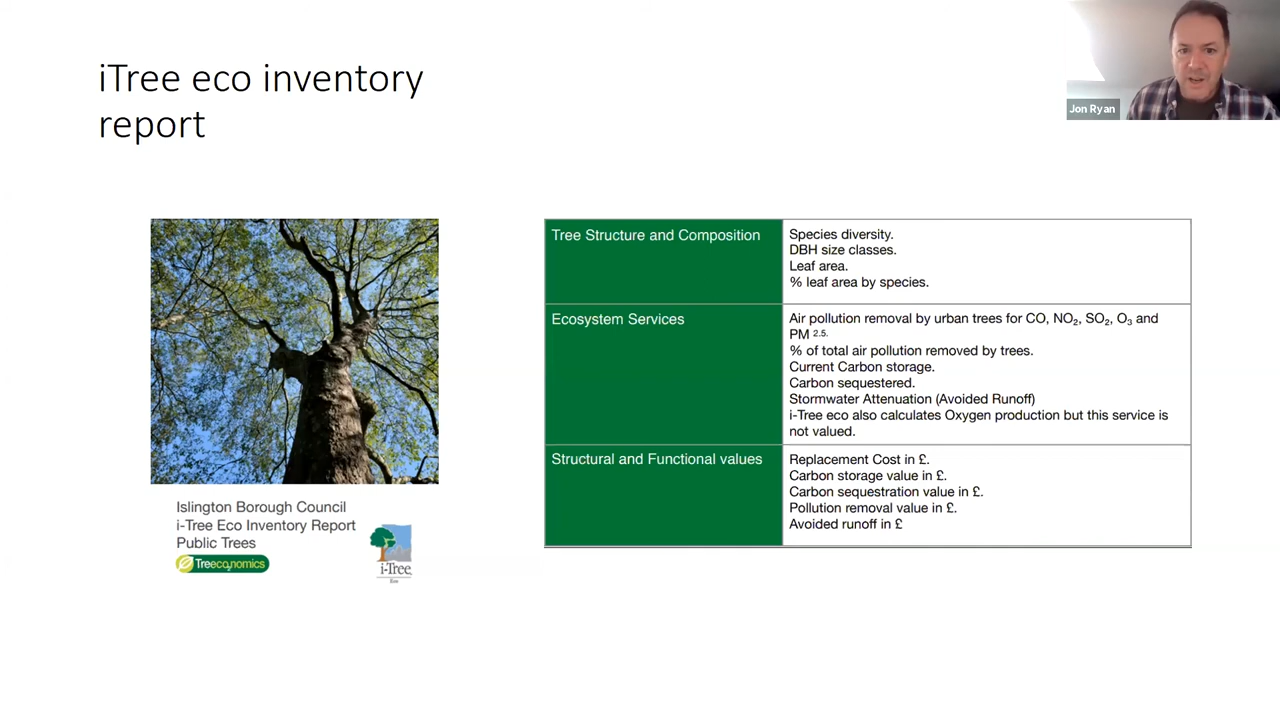 iTree eco inventory
report
Jon Ryan
Islington Borough Council
i-Tree Eco Inventory Report
Public Trees
Treeconomics
i-Tree
Eco
Tree Structure and Composition
Species diversity.
DBH size classes.
Leaf area.
% leaf area by species.
Ecosystem Services
Air pollution removal by urban trees for CO, NO₂, SO₂, O₃ and
PM 2.5.
% of total air pollution removed by trees.
Current Carbon storage.
Carbon sequestered.
Stormwater Attenuation (Avoided Runoff)
i-Tree eco also calculates Oxygen production but this service is
not valued.
Structural and Functional values
Replacement Cost in £.
Carbon storage value in £.
Carbon sequestration value in £.
Pollution removal value in £.
Avoided runoff in £